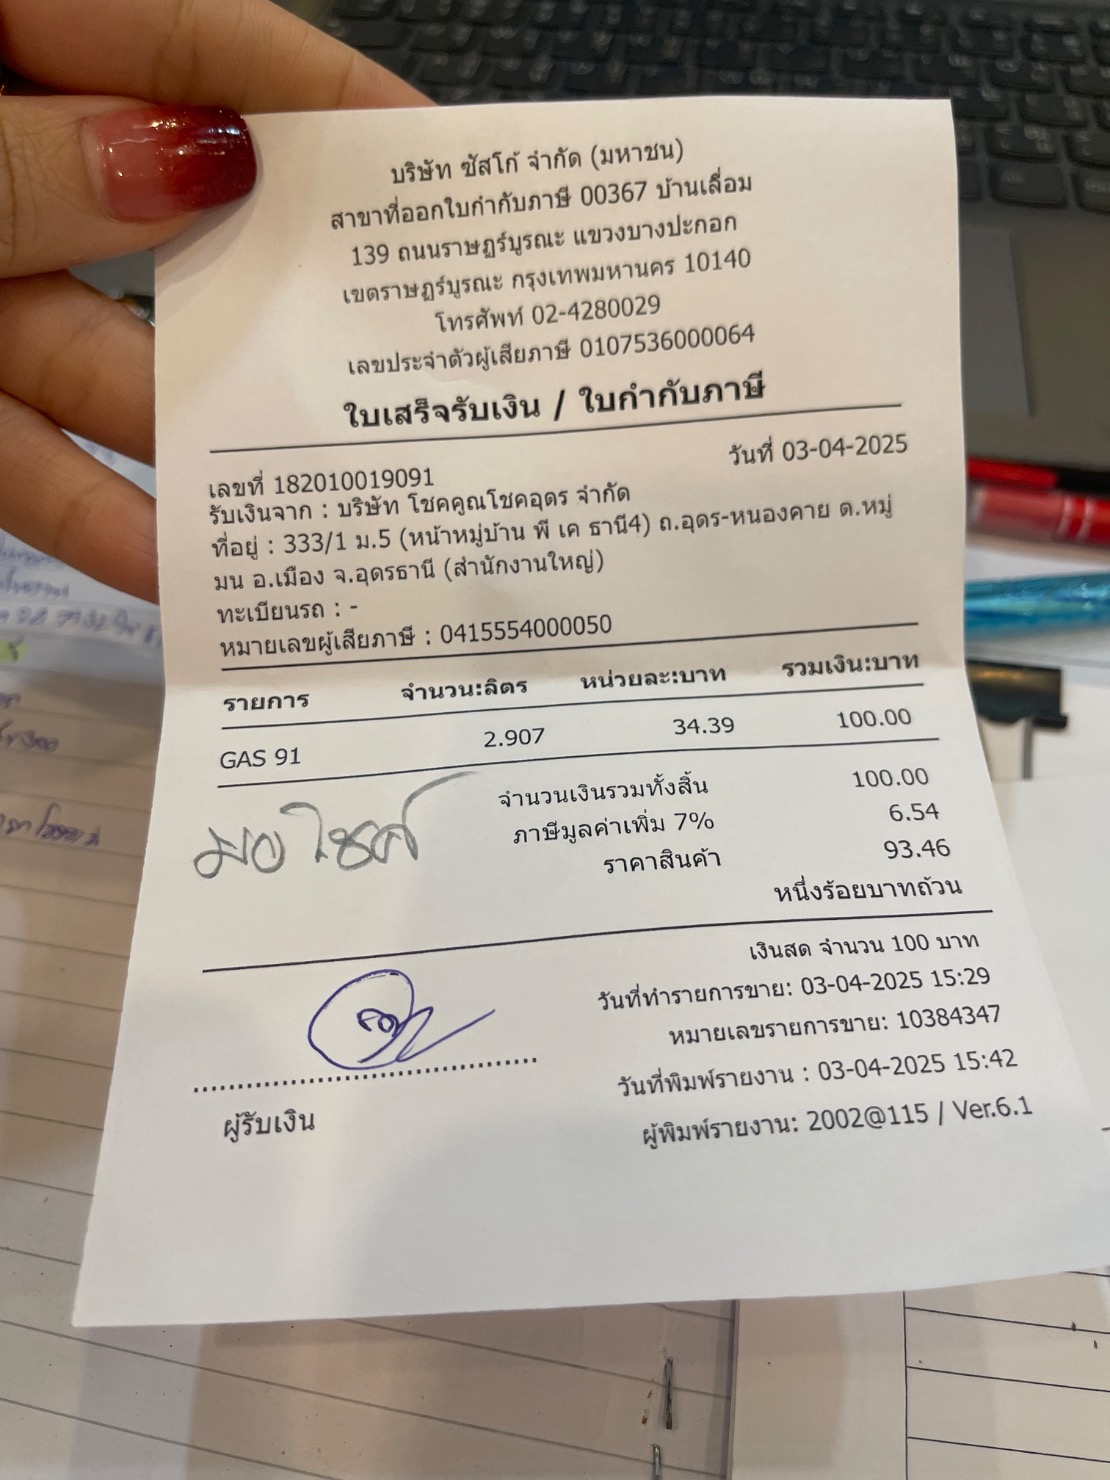 บริษัท ซัสโก้ จำกัด (มหาชน)
สาขาที่ออกใบกำกับภาษี 00367 บ้านเลื่อม
139 ถนนราษฎร์บูรณะ แขวงบางปะกอก
เขตราษฎร์บูรณะ กรุงเทพมหานคร 10140
โทรศัพท์ 02-4280029
เลขประจำตัวผู้เสียภาษี 0107536000064
ใบเสร็จรับเงิน / ใบกำกับภาษี
วันที่ 03-04-2025
เลขที่ 182010019091
รับเงินจาก : บริษัท โชคคูณโชคอุดร จำกัด
ที่อยู่ : 333/1 ม.5 (หน้าหมู่บ้าน พี เค ธานี4) ถ.อุดร-หนองคาย ต.หมู่
มน อ.เมือง จ.อุดรธานี (สำนักงานใหญ่)
ทะเบียนรถ : -
หมายเลขผู้เสียภาษี : 0415554000050
รายการ จำนวน:ลิตร หน่วยละ:บาท รวมเงิน:บาท
GAS 91 2.907 34.39 100.00
จำนวนเงินรวมทั้งสิ้น 100.00
ภาษีมูลค่าเพิ่ม 7% 6.54
ราคาสินค้า 93.46
หนึ่งร้อยบาทถ้วน
เงินสด จำนวน 100 บาท
วันที่ทำรายการขาย: 03-04-2025 15:29
หมายเลขรายการขาย: 10384347
วันที่พิมพ์รายงาน : 03-04-2025 15:42
ผู้พิมพ์รายงาน: 2002@115 / Ver.6.1
ผู้รับเงิน